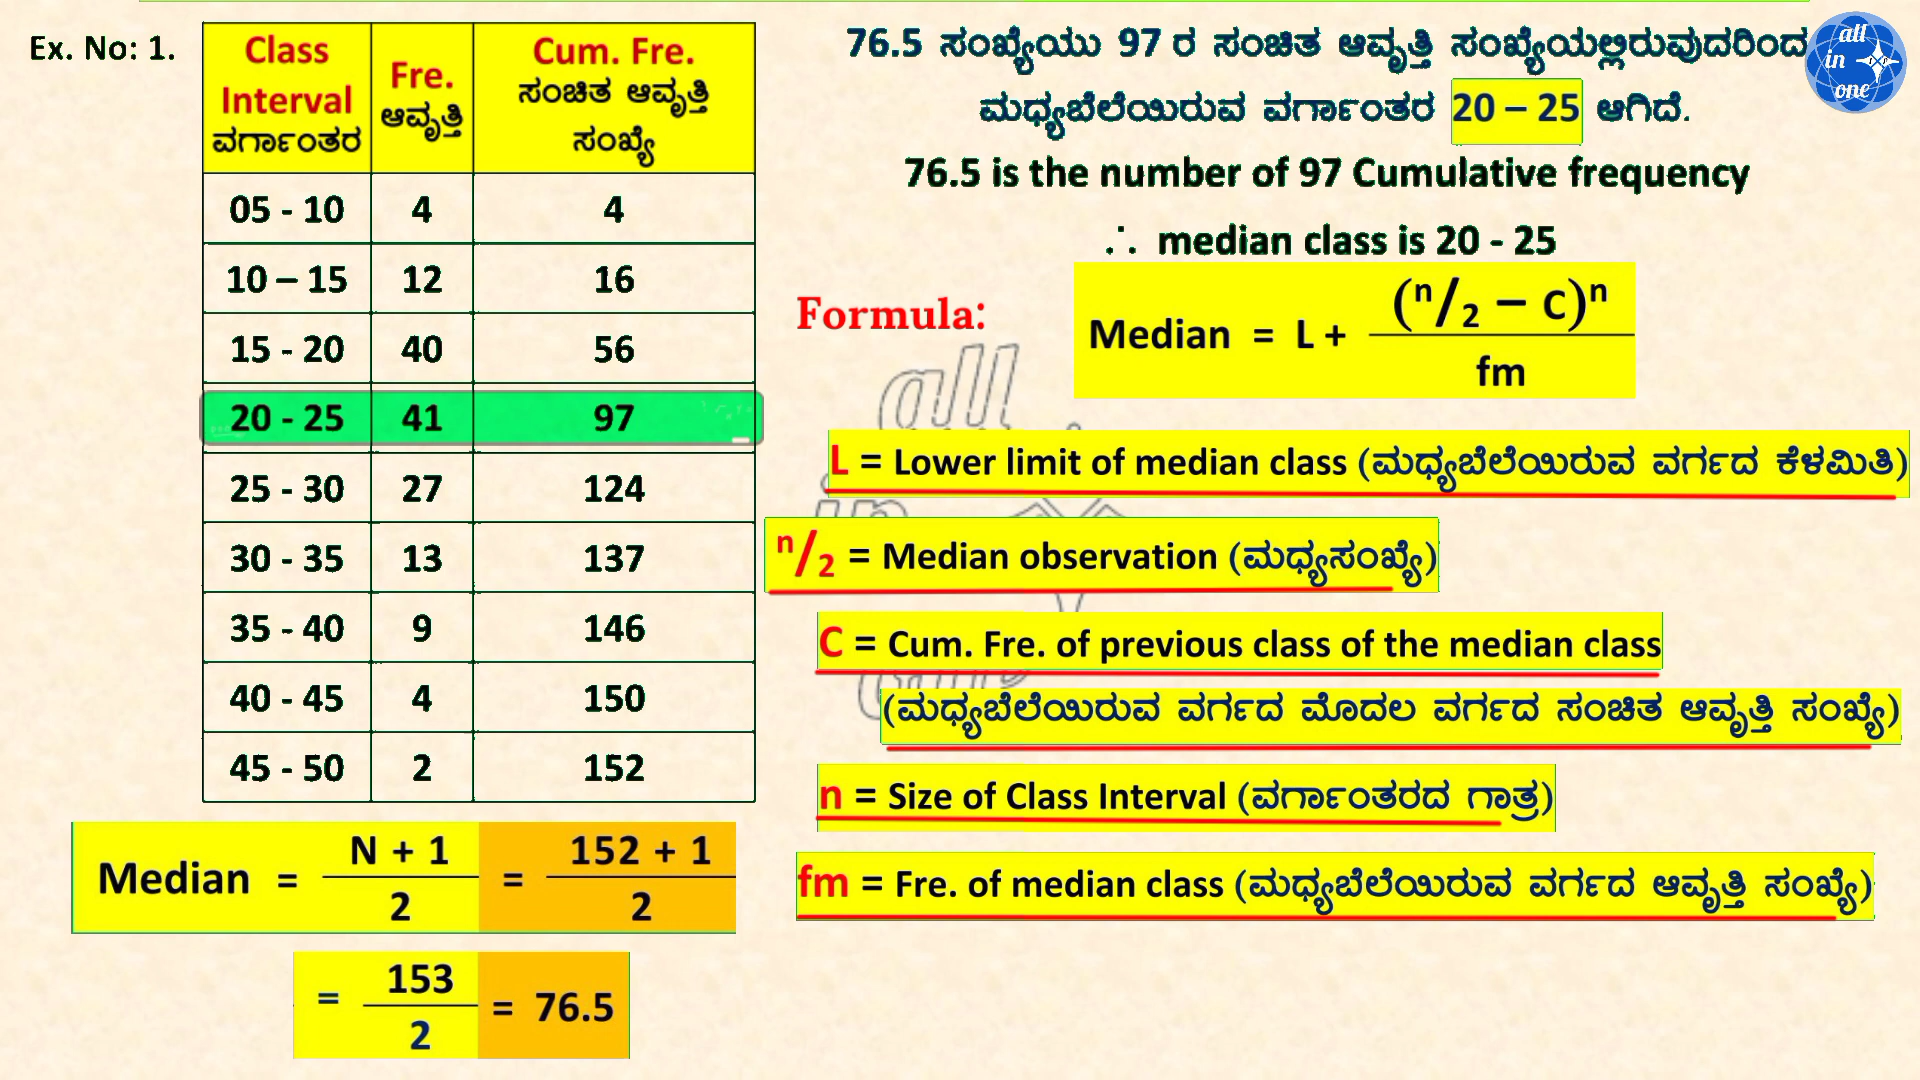 Ex. No: 1.
Class Interval ವರ್ಗಾಂತರ | Fre. ಆವೃತ್ತಿ | Cum. Fre. ಸಂಚಿತ ಆವೃತ್ತಿ ಸಂಖ್ಯೆ
05 - 10 4 4
10 – 15 12 16
15 - 20 40 56
20 - 25 41 97
25 - 30 27 124
30 - 35 13 137
35 - 40 9 146
40 - 45 4 150
45 - 50 2 152
Median = N + 1 / 2 = 152 + 1 / 2
= 153 / 2 = 76.5
76.5 ಸಂಖ್ಯೆಯು 97 ರ ಸಂಚಿತ ಆವೃತ್ತಿ ಸಂಖ್ಯೆಯಲ್ಲಿರುವುದರಿಂದ
ಮಧ್ಯಬೆಲೆಯಿರುವ ವರ್ಗಾಂತರ 20 – 25 ಆಗಿದೆ.
76.5 is the number of 97 Cumulative frequency
∴ median class is 20 - 25
Formula:
Median = L + (n/2 – C)n / fm
L = Lower limit of median class (ಮಧ್ಯಬೆಲೆಯಿರುವ ವರ್ಗದ ಕೆಳಮಿತಿ)
n/2 = Median observation (ಮಧ್ಯಸಂಖ್ಯೆ)
C = Cum. Fre. of previous class of the median class
(ಮಧ್ಯಬೆಲೆಯಿರುವ ವರ್ಗದ ಮೊದಲ ವರ್ಗದ ಸಂಚಿತ ಆವೃತ್ತಿ ಸಂಖ್ಯೆ)
n = Size of Class Interval (ವರ್ಗಾಂತರದ ಗಾತ್ರ)
fm = Fre. of median class (ಮಧ್ಯಬೆಲೆಯಿರುವ ವರ್ಗದ ಆವೃತ್ತಿ ಸಂಖ್ಯೆ)
all
in
one
all
in